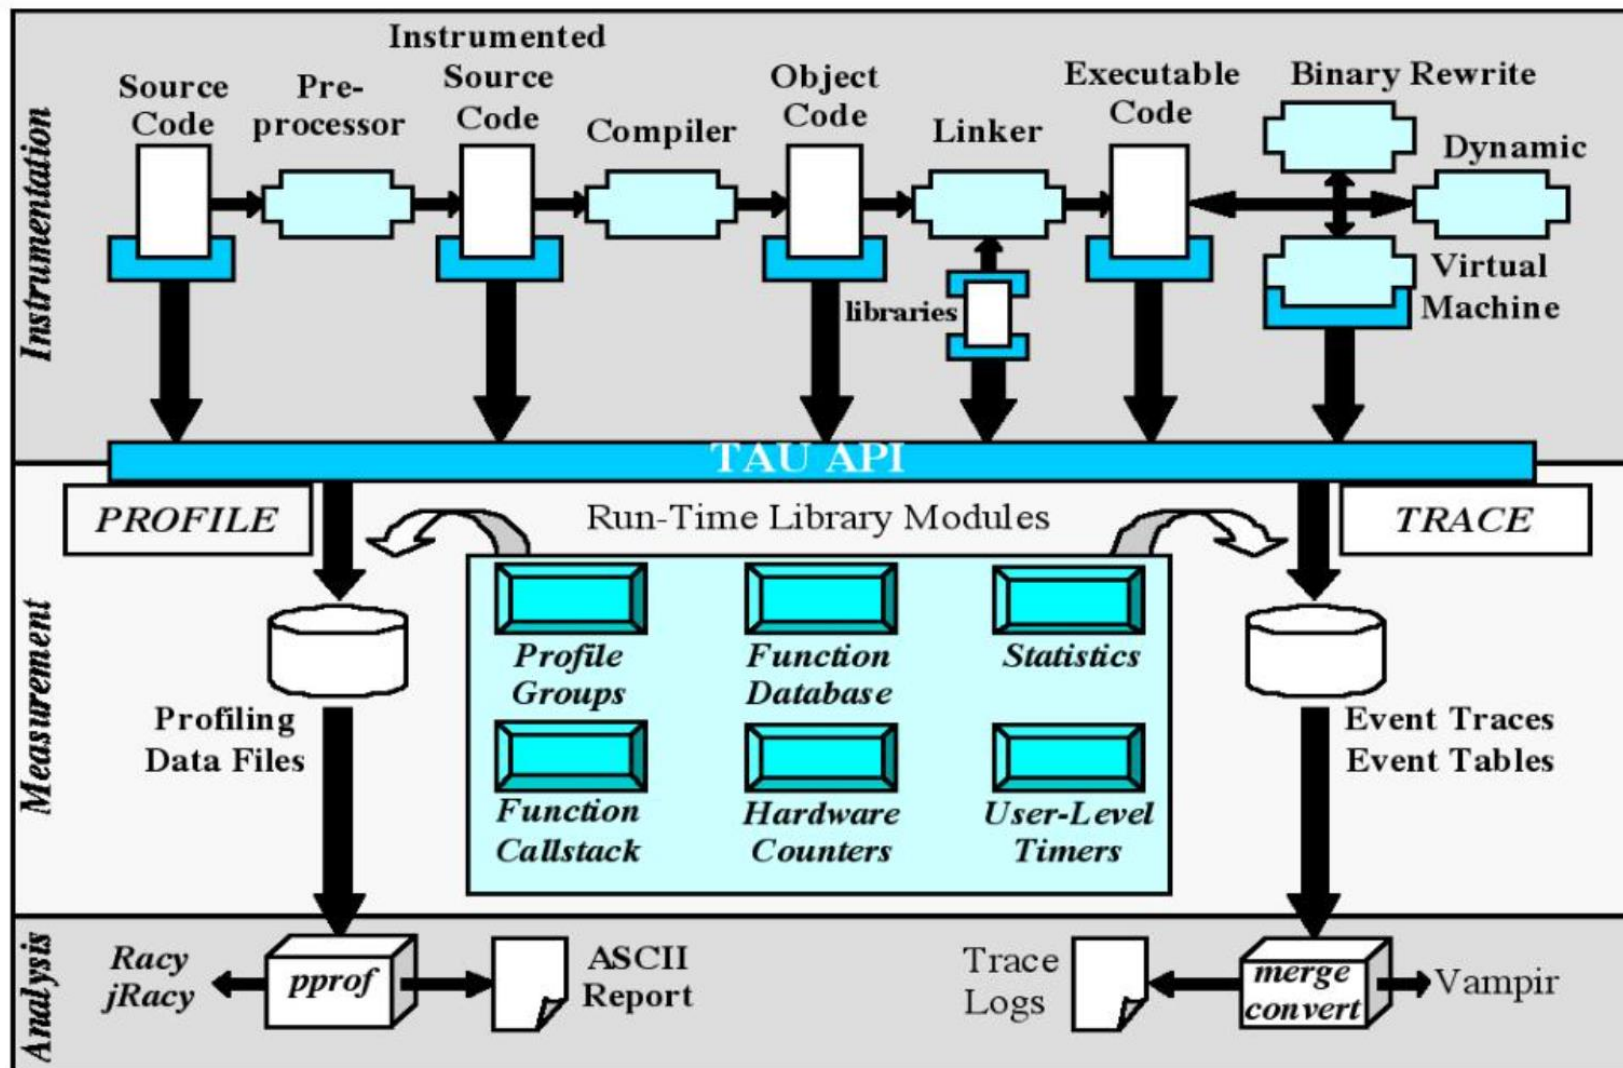 Instrumentation
Source
Code
Pre-
processor
Instrumented
Source
Code
Compiler
Object
Code
Linker
libraries
Executable
Code
Binary Rewrite
Dynamic
Virtual
Machine
TAU API
Measurement
PROFILE
Run-Time Library Modules
TRACE
Profiling
Data Files
Profile
Groups
Function
Database
Statistics
Function
Callstack
Hardware
Counters
User-Level
Timers
Event Traces
Event Tables
Analysis
Racy
jRacy
pprof
ASCII
Report
Trace
Logs
merge
convert
Vampir